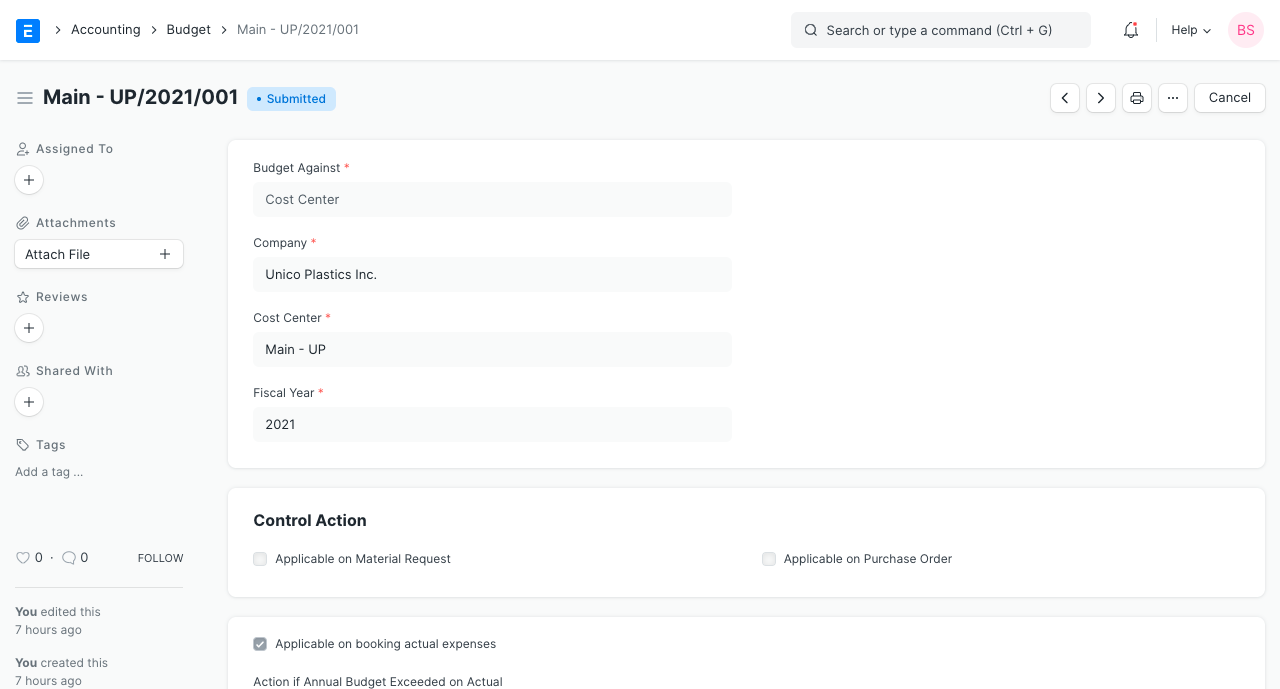 Accounting Budget Main - UP/2021/001
Search or type a command (Ctrl + G)
Help
BS
Main - UP/2021/001
• Submitted
Cancel
Assigned To
Attachments
Attach File
Reviews
Shared With
Tags
Add a tag ...
0 · 0 FOLLOW
You edited this
7 hours ago
You created this
7 hours ago
Budget Against *
Cost Center
Company *
Unico Plastics Inc.
Cost Center *
Main - UP
Fiscal Year *
2021
Control Action
Applicable on Material Request
Applicable on Purchase Order
Applicable on booking actual expenses
Action if Annual Budget Exceeded on Actual